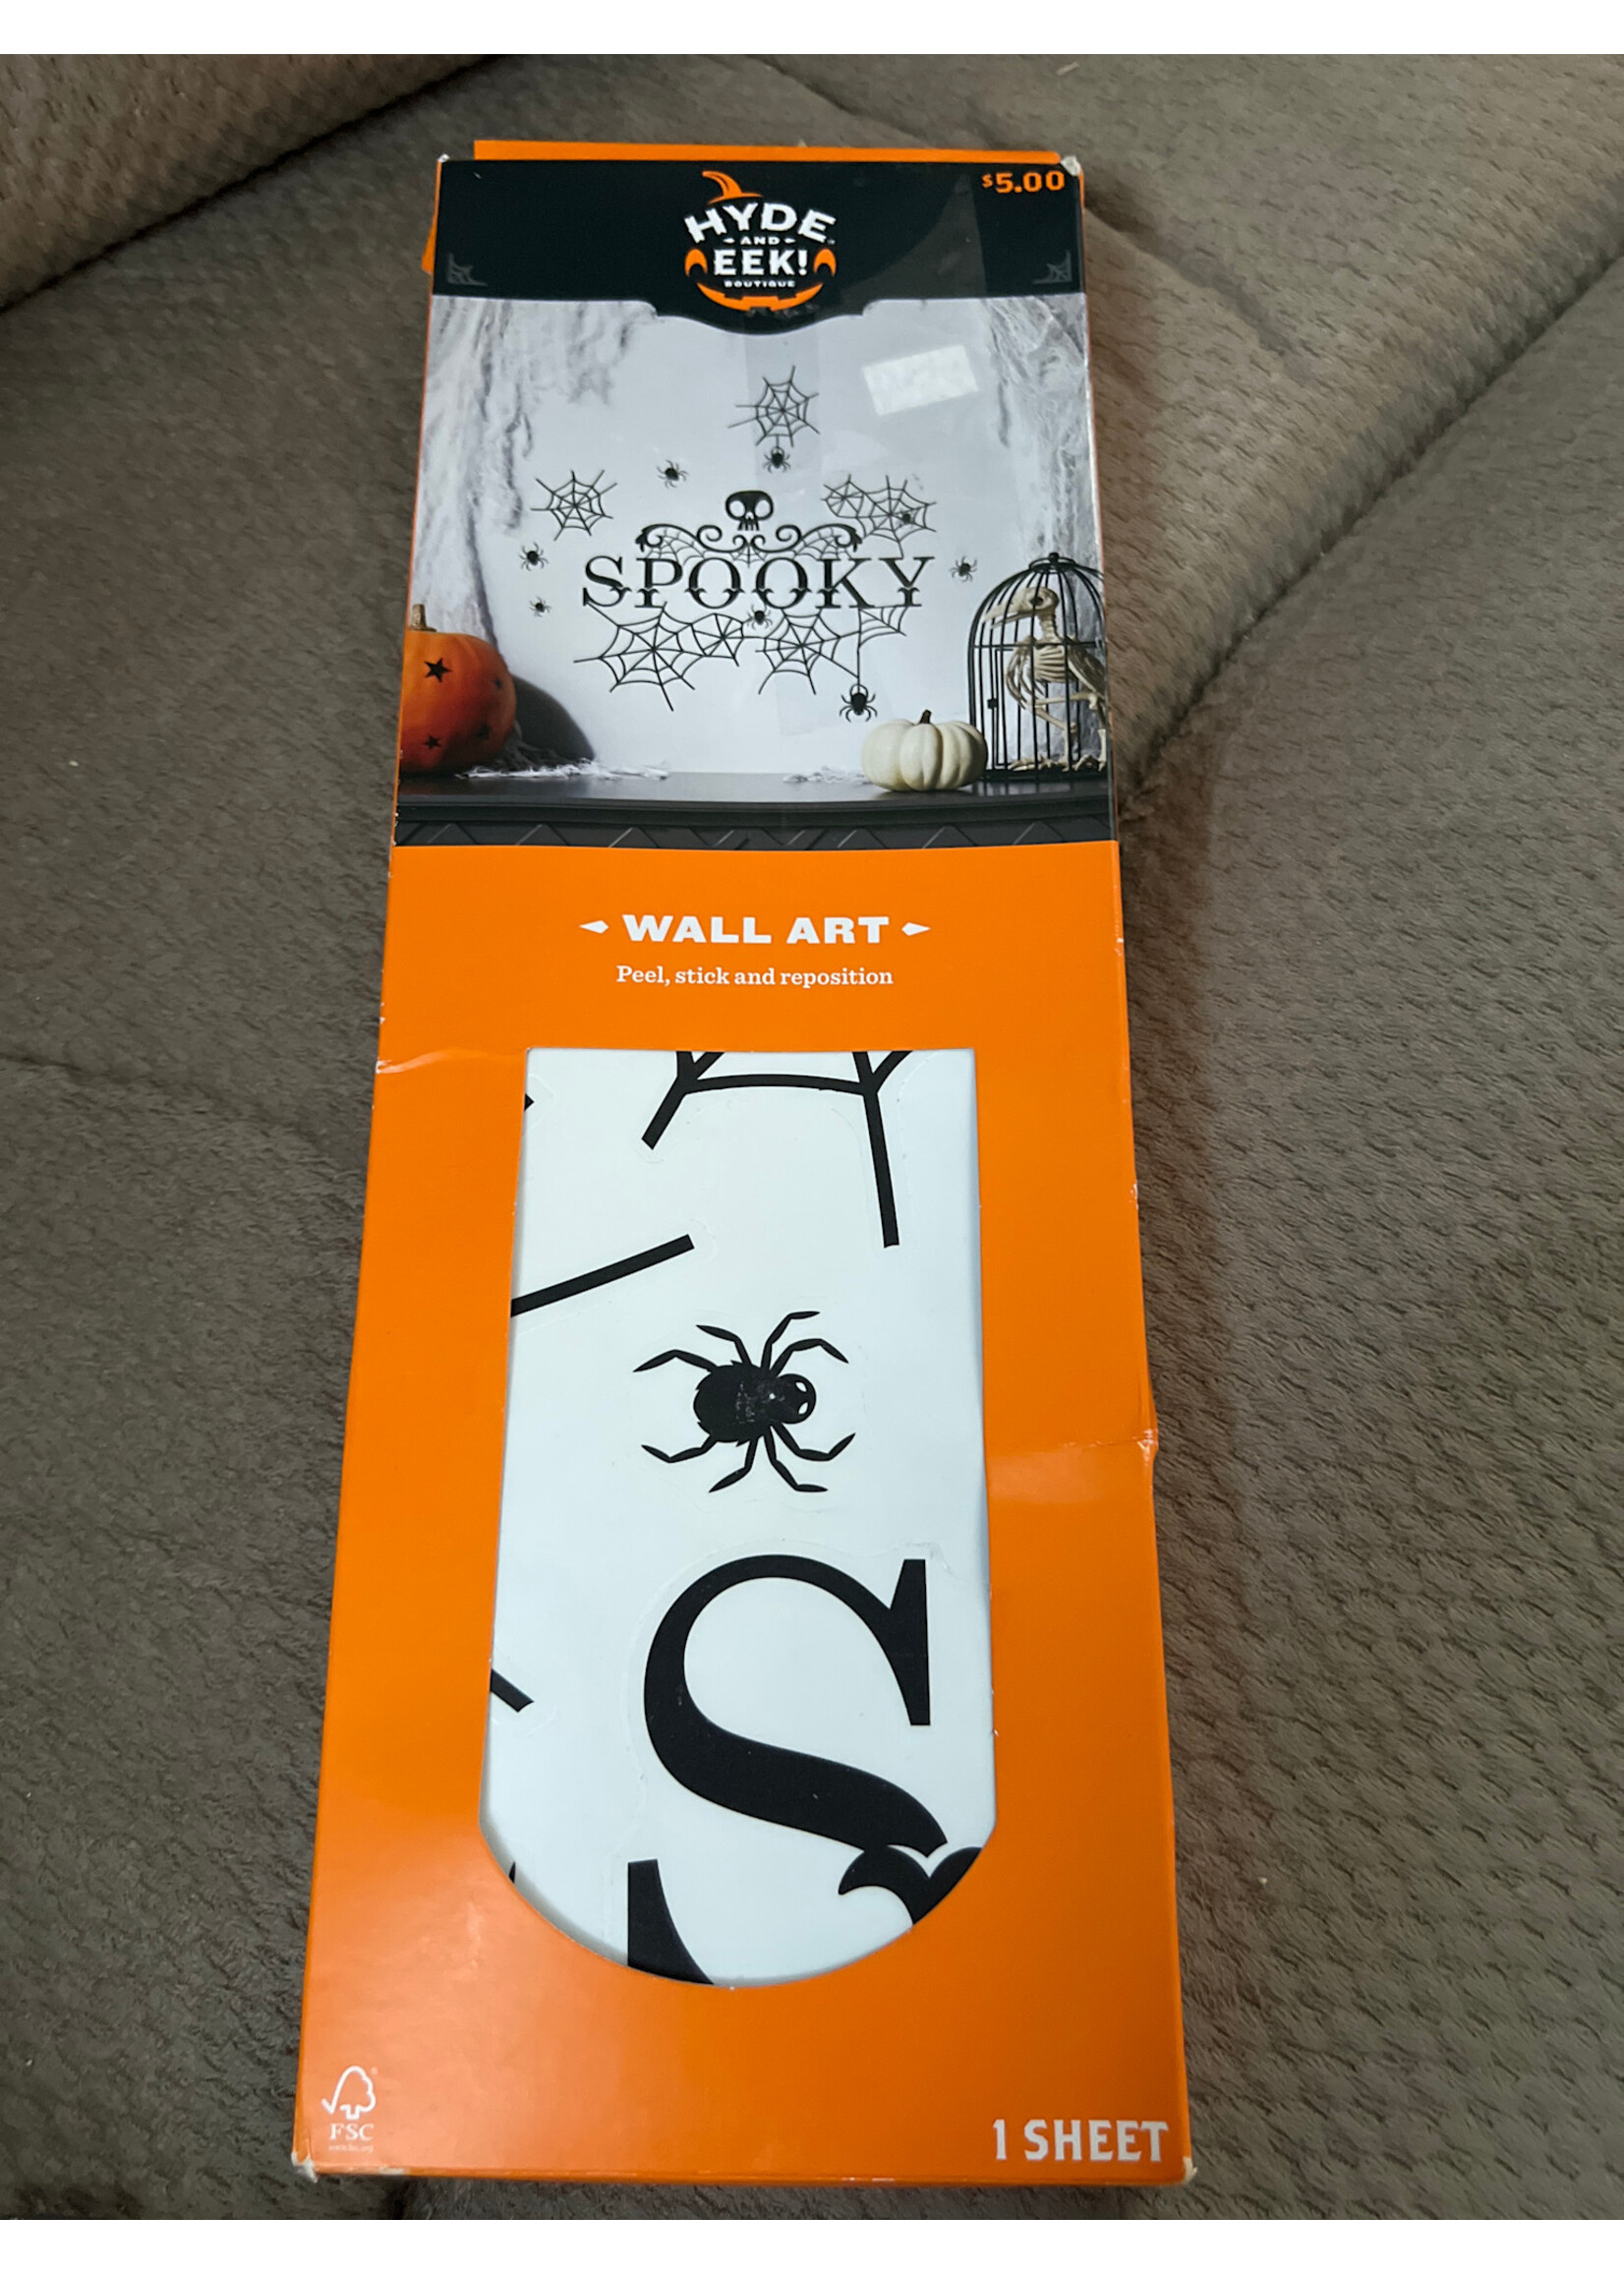 $5.00
HYDE
AND
EEK!
BOUTIQUE
SPOOKY
WALL ART
Peel, stick and reposition
S
FSC
1 SHEET